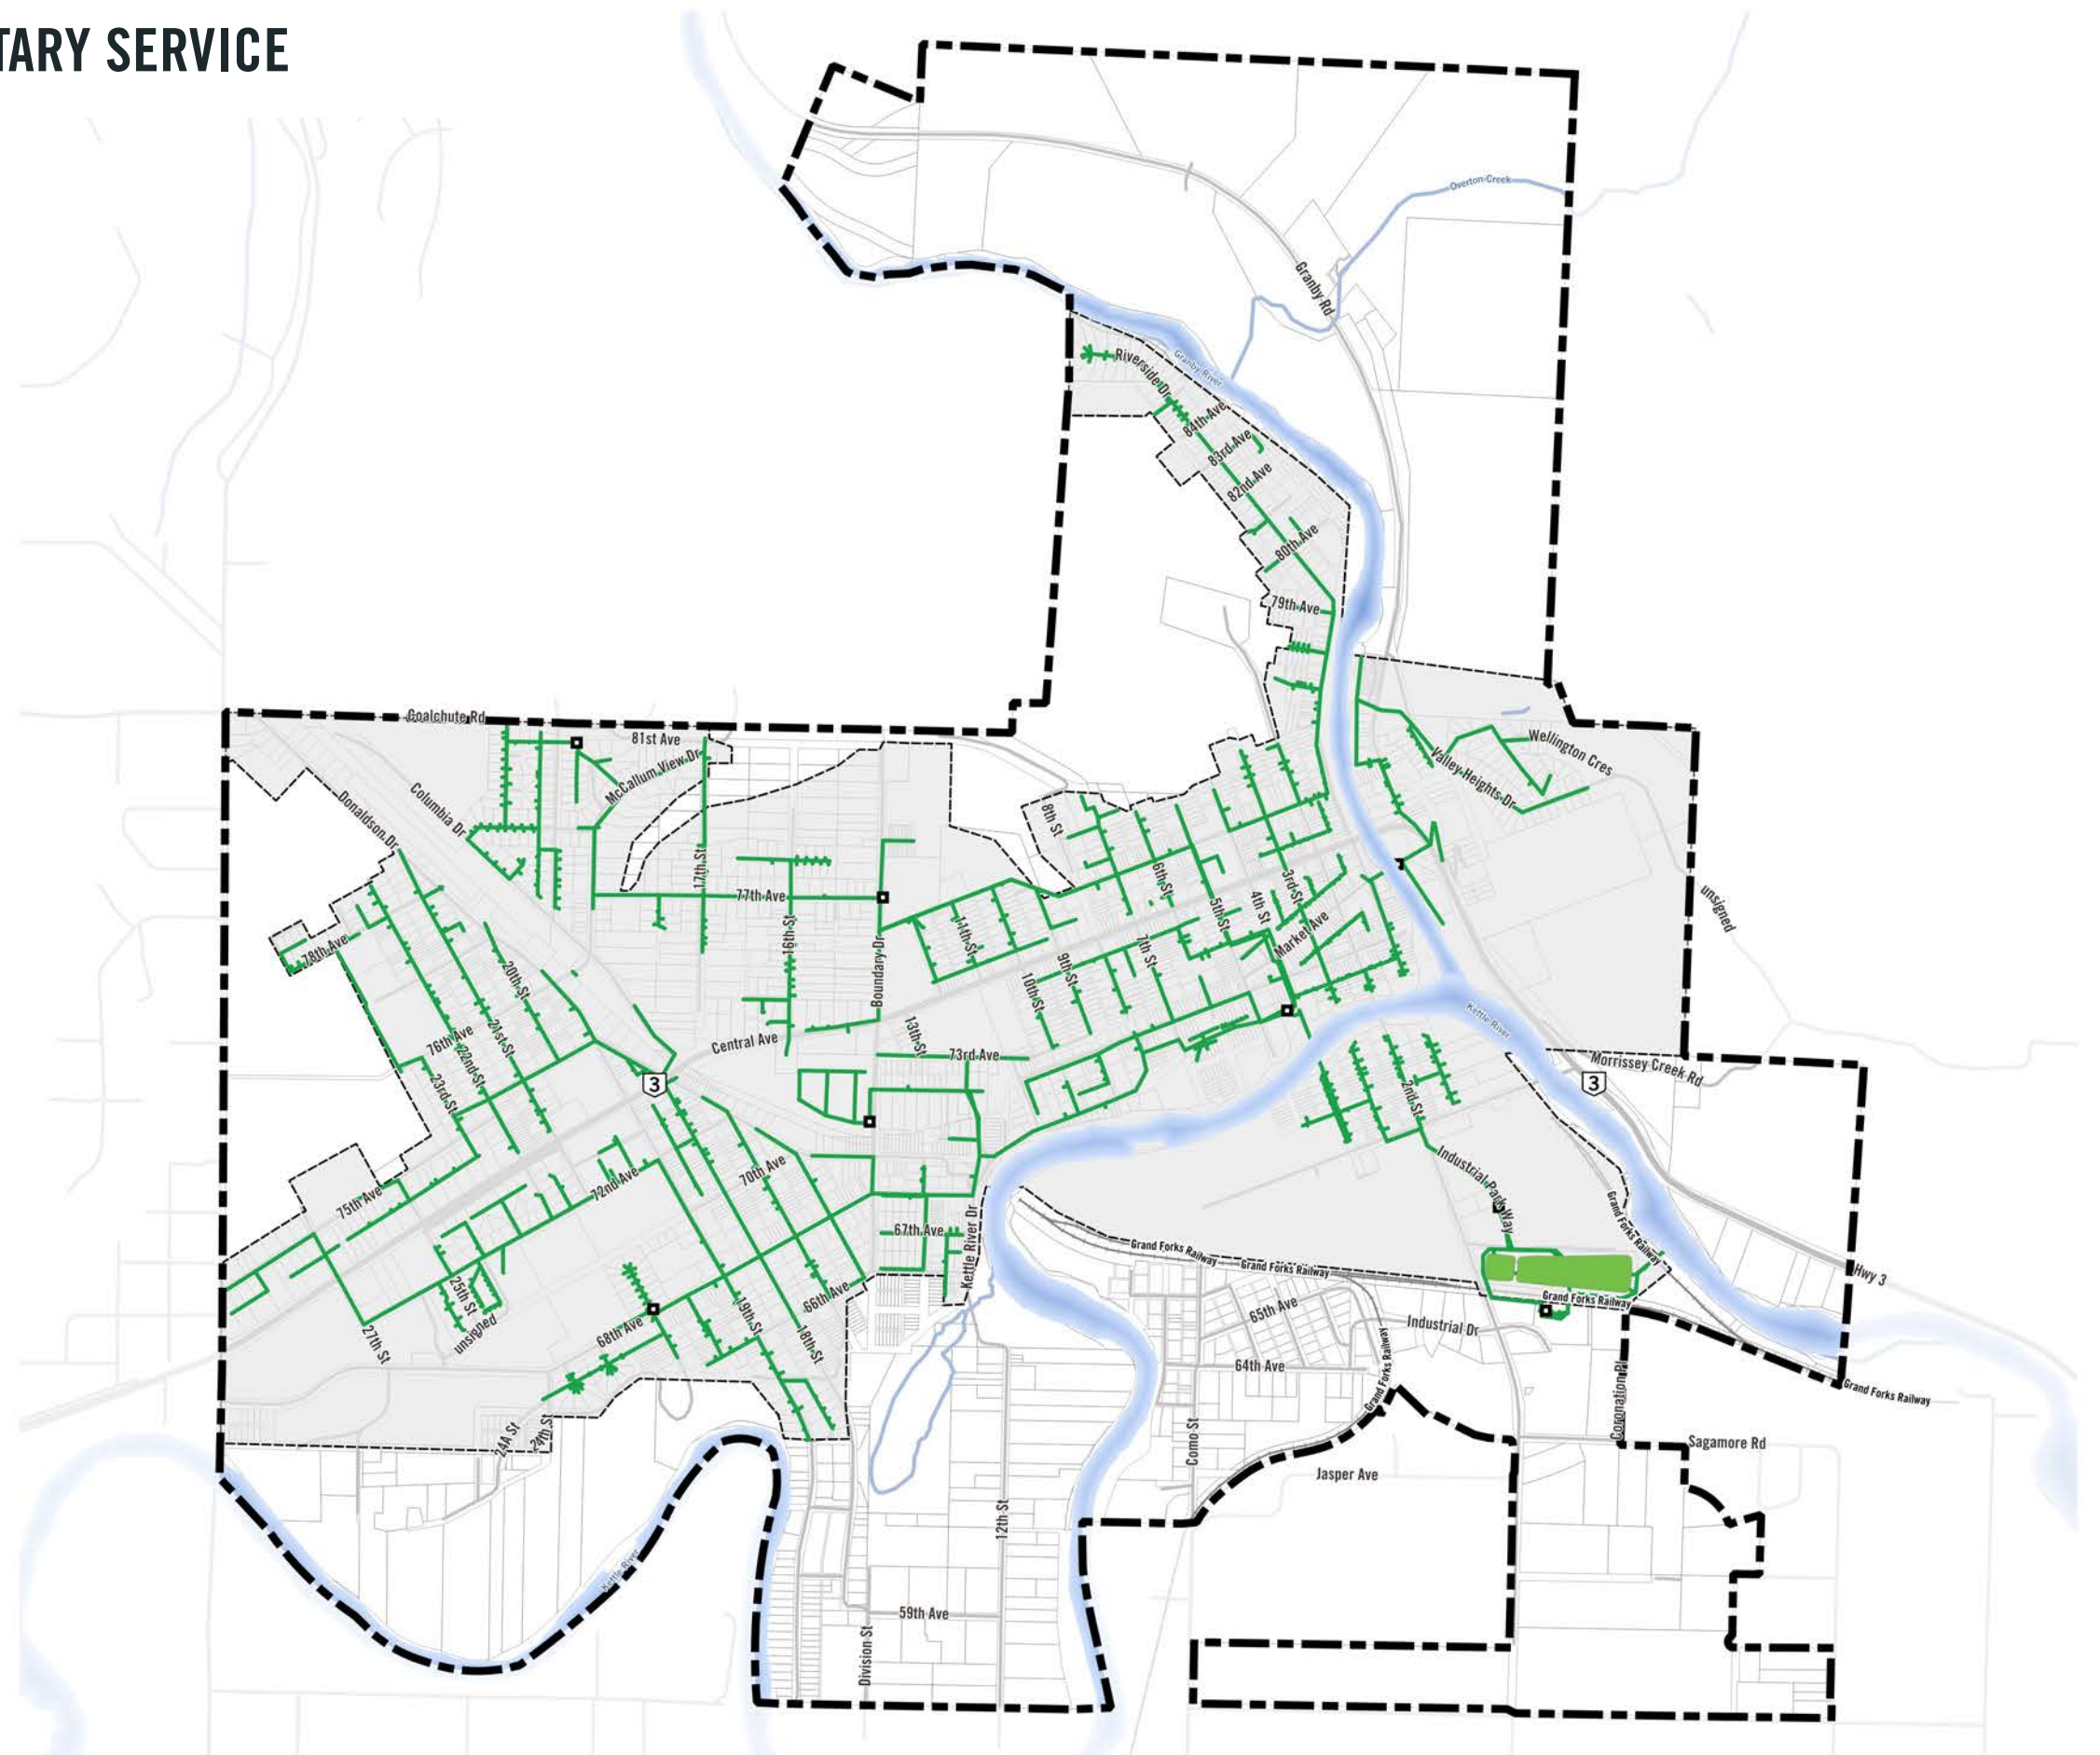 TARY SERVICE
Overton Creek
Granby Rd
Granby River
Riverside Dr
84th Ave
83rd Ave
82nd Ave
80th Ave
79th Ave
Coalchute Rd
81st Ave
McCallum View Dr
Columbia Dr
Donaldson Dr
Wellington Cres
Valley Heights Dr
8th St
17th St
77th Ave
6th St
3rd St
4th St
5th St
unsigned
Market Ave
16th St
11th St
Boundary Dr
78th Ave
20th St
7th St
9th St
10th St
Kettle River
76th Ave
21st St
22nd St
23rd St
Central Ave
13th St
73rd Ave
3
3
Morrissey Creek Rd
2nd St
Industrial Park Way
70th Ave
72nd Ave
75th Ave
67th Ave
Kettle River Dr
Grand Forks Railway
Grand Forks Railway
Grand Forks Railway
Grand Forks Railway
Hwy 3
25th St
unsigned
27th St
66th Ave
19th St
18th St
68th Ave
65th Ave
Industrial Dr
64th Ave
Grand Forks Railway
Coronation Pl
Grand Forks Railway
24A St
24th St
Como St
Sagamore Rd
Jasper Ave
12th St
Kettle River
59th Ave
Division St